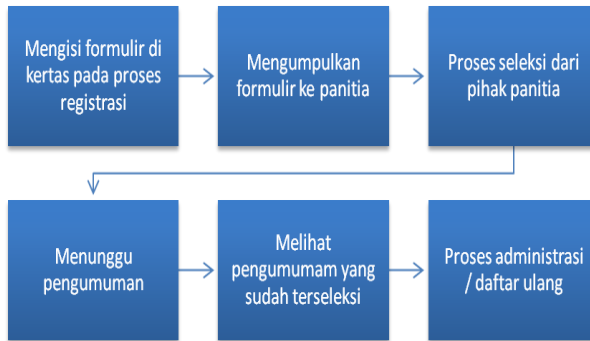 Mengisi formulir di
kertas pada proses
registrasi
Mengumpulkan
formulir ke panitia
Proses seleksi dari
pihak panitia
Menunggu
pengumuman
Melihat
pengumumam yang
sudah terseleksi
Proses administrasi
/ daftar ulang